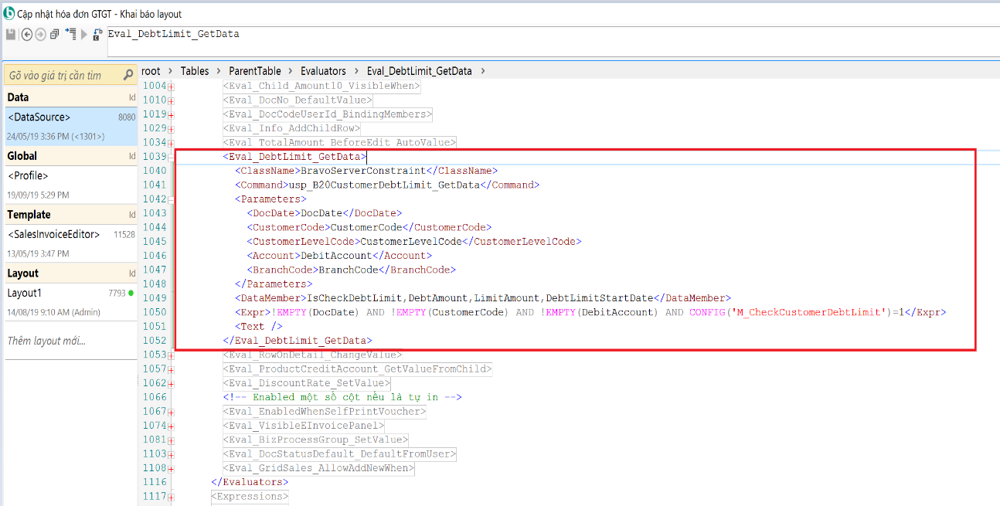 Cập nhật hóa đơn GTGT - Khai báo layout
Eval_DebtLimit_GetData
Gõ vào giá trị cần tìm
root > Tables > ParentTable > Evaluators > Eval_DebtLimit_GetData >
Data Id
<DataSource> 8080
24/05/19 3:36 PM (<1301>)
Global Id
<Profile>
19/09/19 5:29 PM
Template Id
<SalesInvoiceEditor> 11528
13/05/19 3:47 PM
Layout Id
Layout1 7793
14/08/19 9:10 AM (Admin)
Thêm layout mới...
1004 <Eval_Child_Amount10_VisibleWhen>
1010 <Eval_DocNo_DefaultValue>
1019 <Eval_DocCodeUserId_BindingMembers>
1029 <Eval_Info_AddChildRow>
1034 <Eval_TotalAmount_BeforeEdit_AutoValue>
1039 <Eval_DebtLimit_GetData>
1040 <ClassName>BravoServerConstraint</ClassName>
1041 <Command>usp_B20CustomerDebtLimit_GetData</Command>
1042 <Parameters>
1043 <DocDate>DocDate</DocDate>
1044 <CustomerCode>CustomerCode</CustomerCode>
1045 <CustomerLevelCode>CustomerLevelCode</CustomerLevelCode>
1046 <Account>DebitAccount</Account>
1047 <BranchCode>BranchCode</BranchCode>
1048 </Parameters>
1049 <DataMember>IsCheckDebtLimit,DebtAmount,LimitAmount,DebtLimitStartDate</DataMember>
1050 <Expr>!EMPTY(DocDate) AND !EMPTY(CustomerCode) AND !EMPTY(DebitAccount) AND CONFIG('M_CheckCustomerDebtLimit')=1</Expr>
1051 <Text />
1052 </Eval_DebtLimit_GetData>
1053 <Eval_RowOnDetail_ChangeValue>
1057 <Eval_ProductCreditAccount_GetValueFromChild>
1062 <Eval_DiscountRate_SetValue>
1066 <!-- Enabled một số cột nếu là tự in -->
1067 <Eval_EnabledWhenSelfPrintVoucher>
1074 <Eval_VisibleEInvoicePanel>
1081 <Eval_BizProcessGroup_SetValue>
1103 <Eval_DocStatusDefault_DefaultFromUser>
1108 <Eval_GridSales_AllowAddNewWhen>
1116 </Evaluators>
1117 <Expressions>